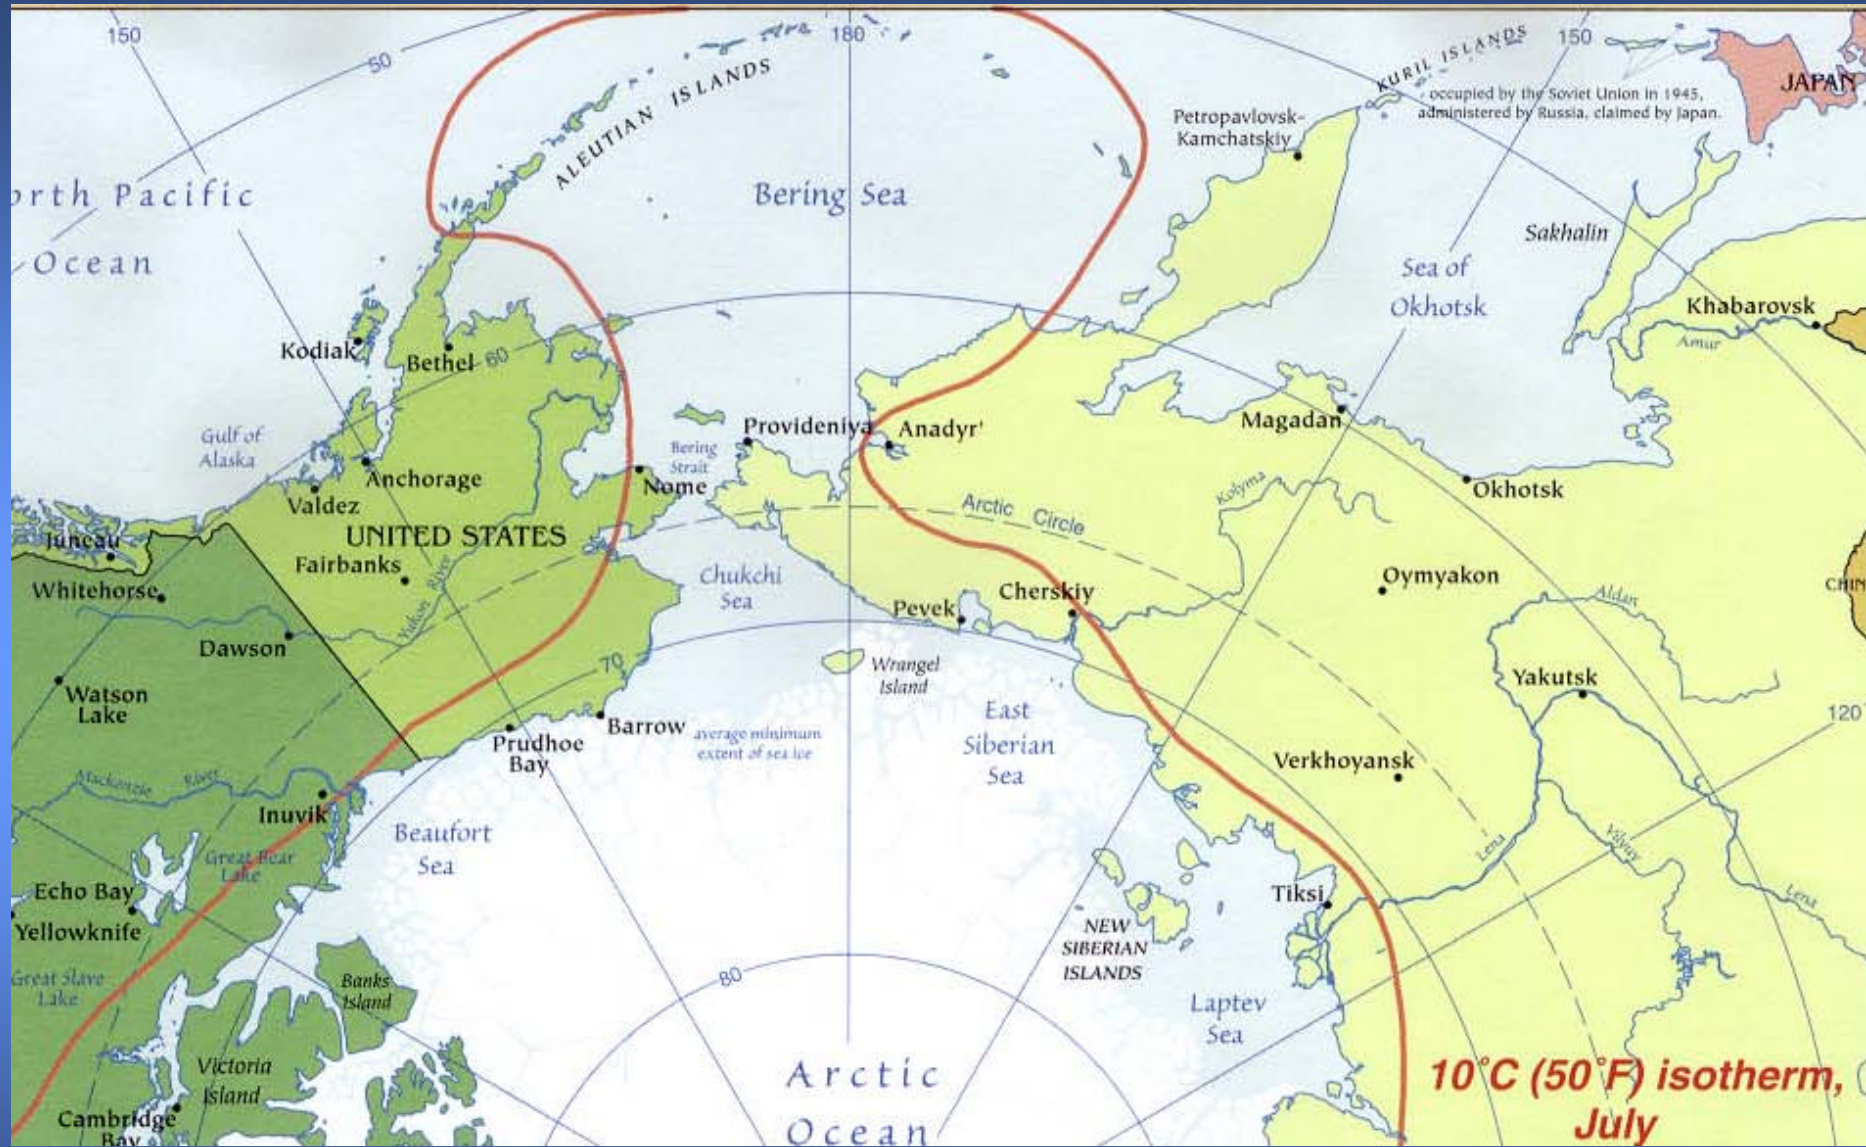 150
50
180
KURIL ISLANDS
150
JAPAN
occupied by the Soviet Union in 1945,
administered by Russia, claimed by Japan.
ALEUTIAN ISLANDS
Petropavlovsk-
Kamchatskiy
orth Pacific
Ocean
Bering Sea
Sakhalin
Sea of
Okhotsk
Khabarovsk
Amur
Kodiak
Bethel
60
Gulf of
Alaska
Anchorage
Valdez
Bering
Strait
Nome
Provideniya
Anadyr'
Magadan
Okhotsk
Kolyma
Arctic Circle
Juneau
UNITED STATES
Fairbanks
Yukon River
Whitehorse
Chukchi
Sea
Pevek
Cherskiy
Oymyakon
Aldan
CHIN
Dawson
70
Wrangel
Island
Yakutsk
Watson
Lake
Barrow
average minimum
extent of sea ice
East
Siberian
Sea
120
Prudhoe
Bay
Verkhoyansk
Mackenzie River
Inuvik
Beaufort
Sea
Great Bear
Lake
Lena
Vilyuy
Lena
Echo Bay
Yellowknife
Tiksi
NEW
SIBERIAN
ISLANDS
Great Slave
Lake
Banks
Island
80
Laptev
Sea
Victoria
Island
Arctic
Ocean
10°C (50°F) isotherm,
July
Cambridge
Bay